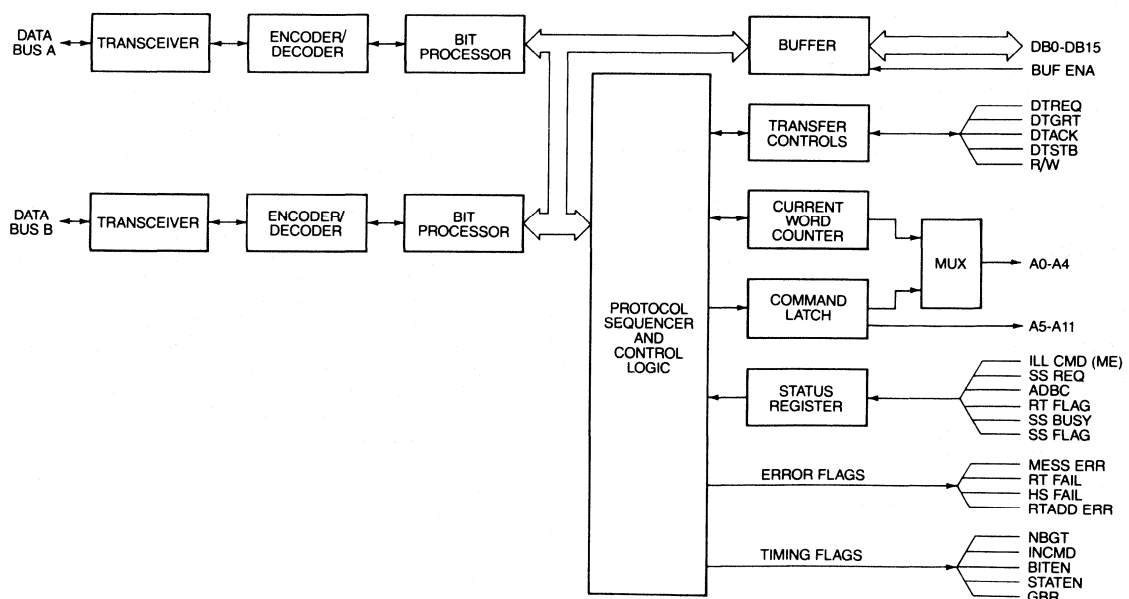 DATA
BUS A
TRANSCEIVER
ENCODER/
DECODER
BIT
PROCESSOR
BUFFER
DB0-DB15
BUF ENA
TRANSFER
CONTROLS
DTREQ
DTGRT
DTACK
DTSTB
R/W
DATA
BUS B
TRANSCEIVER
ENCODER/
DECODER
BIT
PROCESSOR
CURRENT
WORD
COUNTER
MUX
A0-A4
PROTOCOL
SEQUENCER
AND
CONTROL
LOGIC
COMMAND
LATCH
A5-A11
STATUS
REGISTER
ILL CMD (ME)
SS REQ
ADBC
RT FLAG
SS BUSY
SS FLAG
ERROR FLAGS
MESS ERR
RT FAIL
HS FAIL
RTADD ERR
TIMING FLAGS
NBGT
INCMD
BITEN
STATEN
GBR